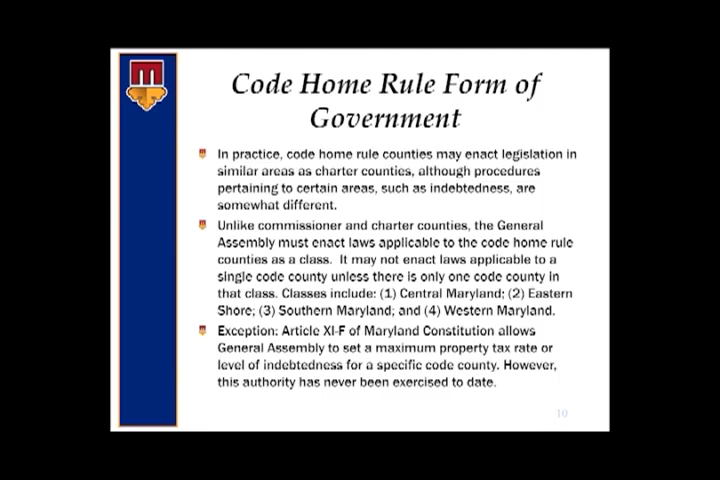 Code Home Rule Form of
Government
In practice, code home rule counties may enact legislation in
similar areas as charter counties, although procedures
pertaining to certain areas, such as indebtedness, are
somewhat different.
Unlike commissioner and charter counties, the General
Assembly must enact laws applicable to the code home rule
counties as a class. It may not enact laws applicable to a
single code county unless there is only one code county in
that class. Classes include: (1) Central Maryland; (2) Eastern
Shore; (3) Southern Maryland; and (4) Western Maryland.
Exception: Article XI-F of Maryland Constitution allows
General Assembly to set a maximum property tax rate or
level of indebtedness for a specific code county. However,
this authority has never been exercised to date.
10